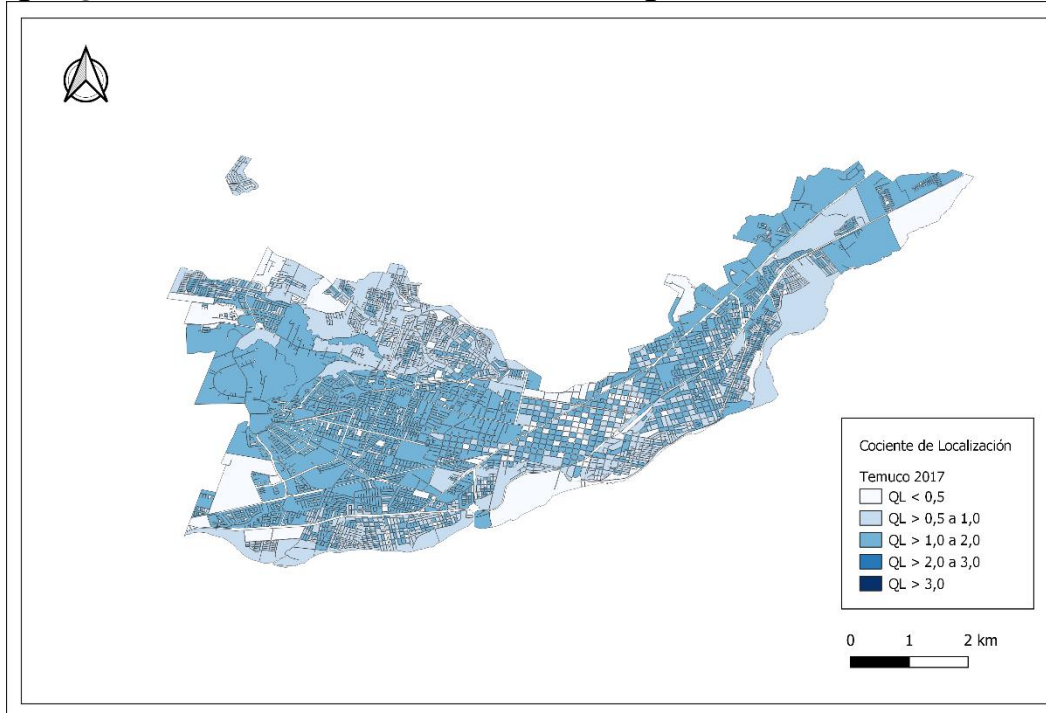 Cociente de Localización
Temuco 2017
QL < 0,5
QL > 0,5 a 1,0
QL > 1,0 a 2,0
QL > 2,0 a 3,0
QL > 3,0
0 1 2 km